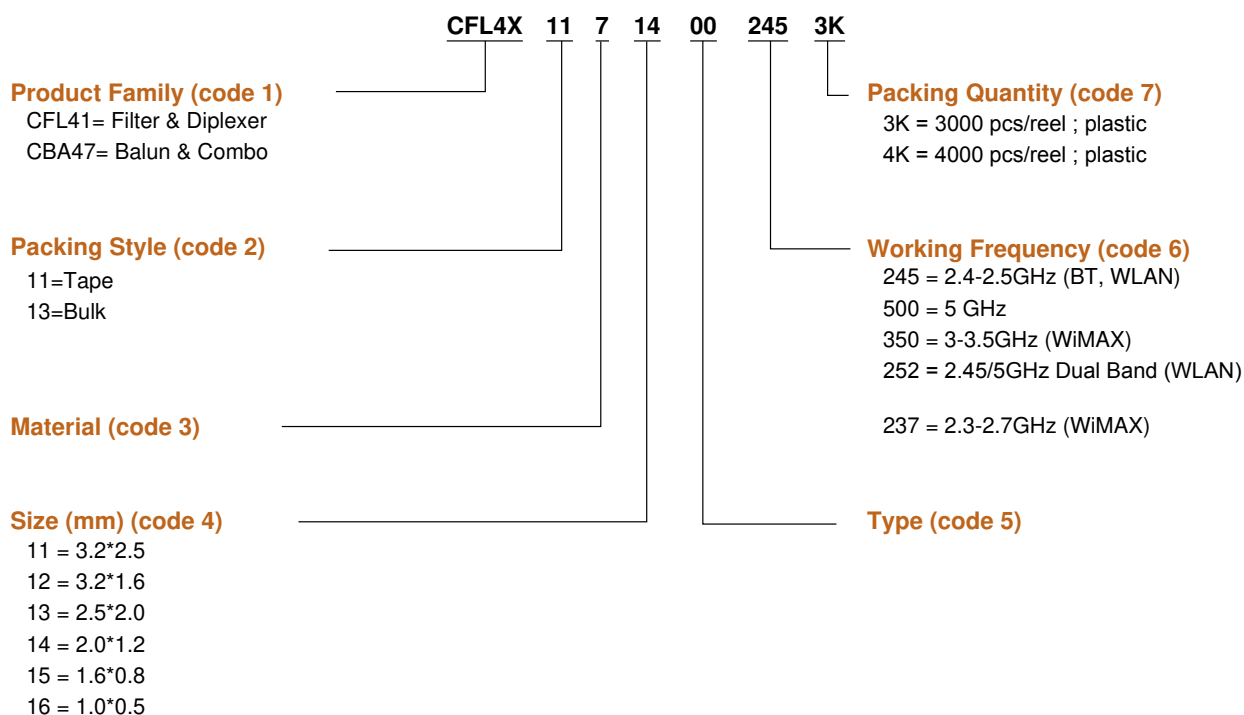 CFL4X 11 7 14 00 245 3K
Product Family (code 1)
CFL41= Filter & Diplexer
CBA47= Balun & Combo
Packing Style (code 2)
11=Tape
13=Bulk
Material (code 3)
Size (mm) (code 4)
11 = 3.2*2.5
12 = 3.2*1.6
13 = 2.5*2.0
14 = 2.0*1.2
15 = 1.6*0.8
16 = 1.0*0.5
Packing Quantity (code 7)
3K = 3000 pcs/reel ; plastic
4K = 4000 pcs/reel ; plastic
Working Frequency (code 6)
245 = 2.4-2.5GHz (BT, WLAN)
500 = 5 GHz
350 = 3-3.5GHz (WiMAX)
252 = 2.45/5GHz Dual Band (WLAN)
237 = 2.3-2.7GHz (WiMAX)
Type (code 5)